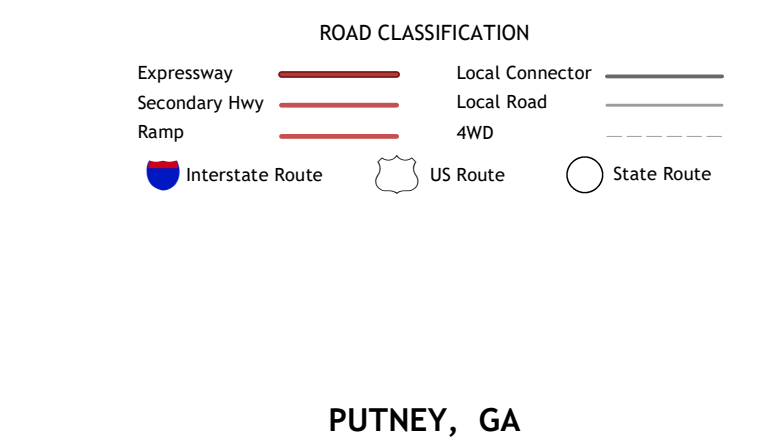 ROAD CLASSIFICATION
Expressway
Local Connector
Secondary Hwy
Local Road
Ramp
4WD
Interstate Route
US Route
State Route
PUTNEY, GA